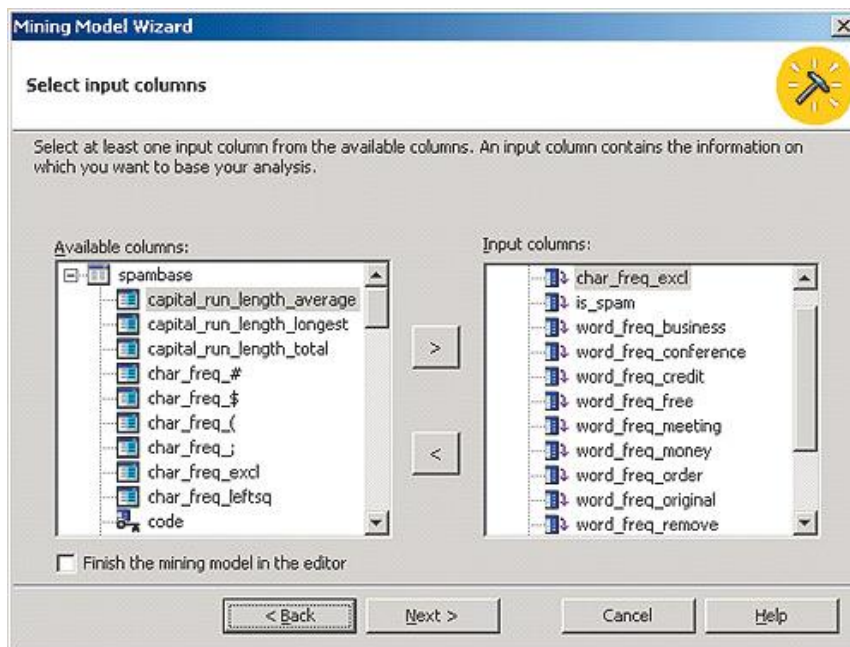 Mining Model Wizard
Select input columns
Select at least one input column from the available columns. An input column contains the information on
which you want to base your analysis.
Available columns:
spambase
capital_run_length_average
capital_run_length_longest
capital_run_length_total
char_freq_#
char_freq_$
char_freq_(
char_freq_;
char_freq_excl
char_freq_leftsq
code
>
<
Input columns:
char_freq_excl
is_spam
word_freq_business
word_freq_conference
word_freq_credit
word_freq_free
word_freq_meeting
word_freq_money
word_freq_order
word_freq_original
word_freq_remove
Finish the mining model in the editor
< Back
Next >
Cancel
Help